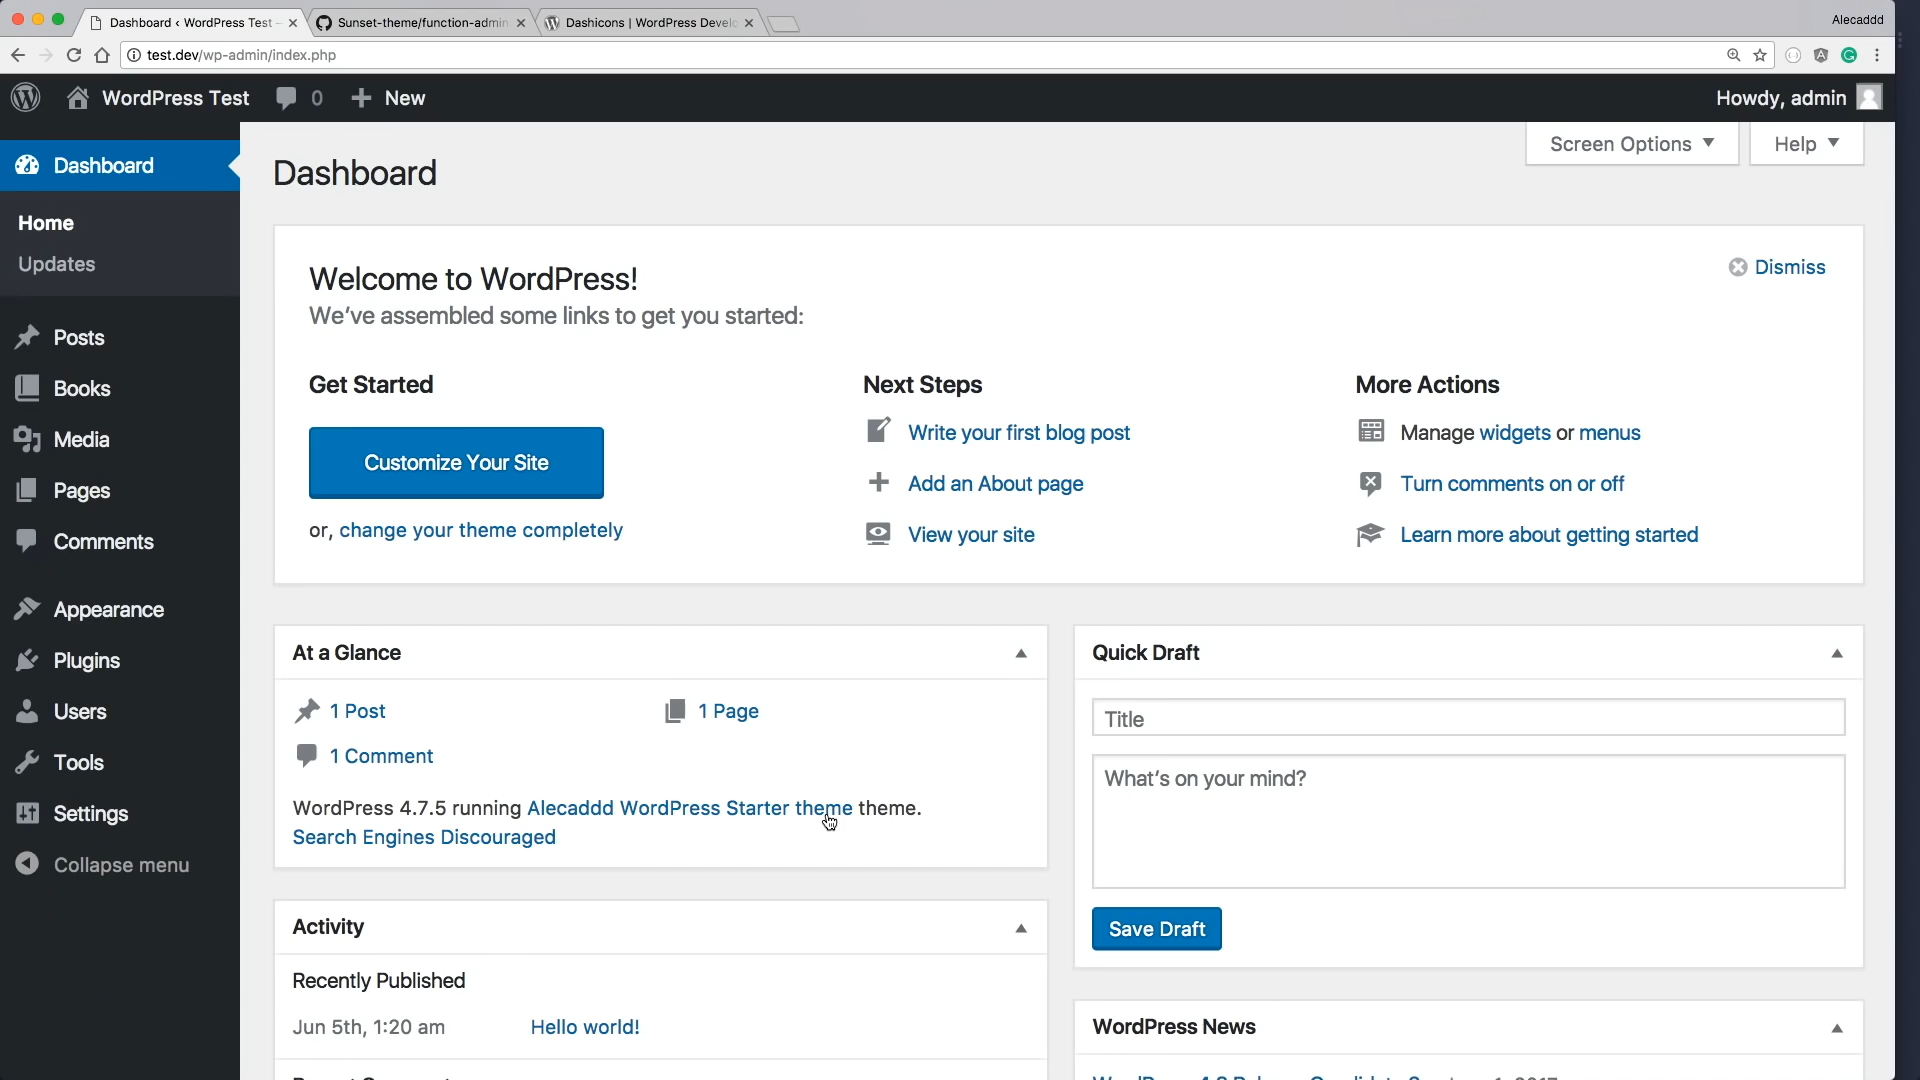 Dashboard ‹ WordPress Test –
Sunset-theme/function-admin
Dashicons | WordPress Develo
Alecaddd
test.dev/wp-admin/index.php
WordPress Test
0
New
Howdy, admin
Dashboard
Home
Updates
Posts
Books
Media
Pages
Comments
Appearance
Plugins
Users
Tools
Settings
Collapse menu
Dashboard
Screen Options
Help
Welcome to WordPress!
We’ve assembled some links to get you started:
Dismiss
Get Started
Customize Your Site
or, change your theme completely
Next Steps
Write your first blog post
Add an About page
View your site
More Actions
Manage widgets or menus
Turn comments on or off
Learn more about getting started
At a Glance
1 Post
1 Page
1 Comment
WordPress 4.7.5 running Alecaddd WordPress Starter theme theme.
Search Engines Discouraged
Activity
Recently Published
Jun 5th, 1:20 am
Hello world!
Quick Draft
Title
What’s on your mind?
Save Draft
WordPress News